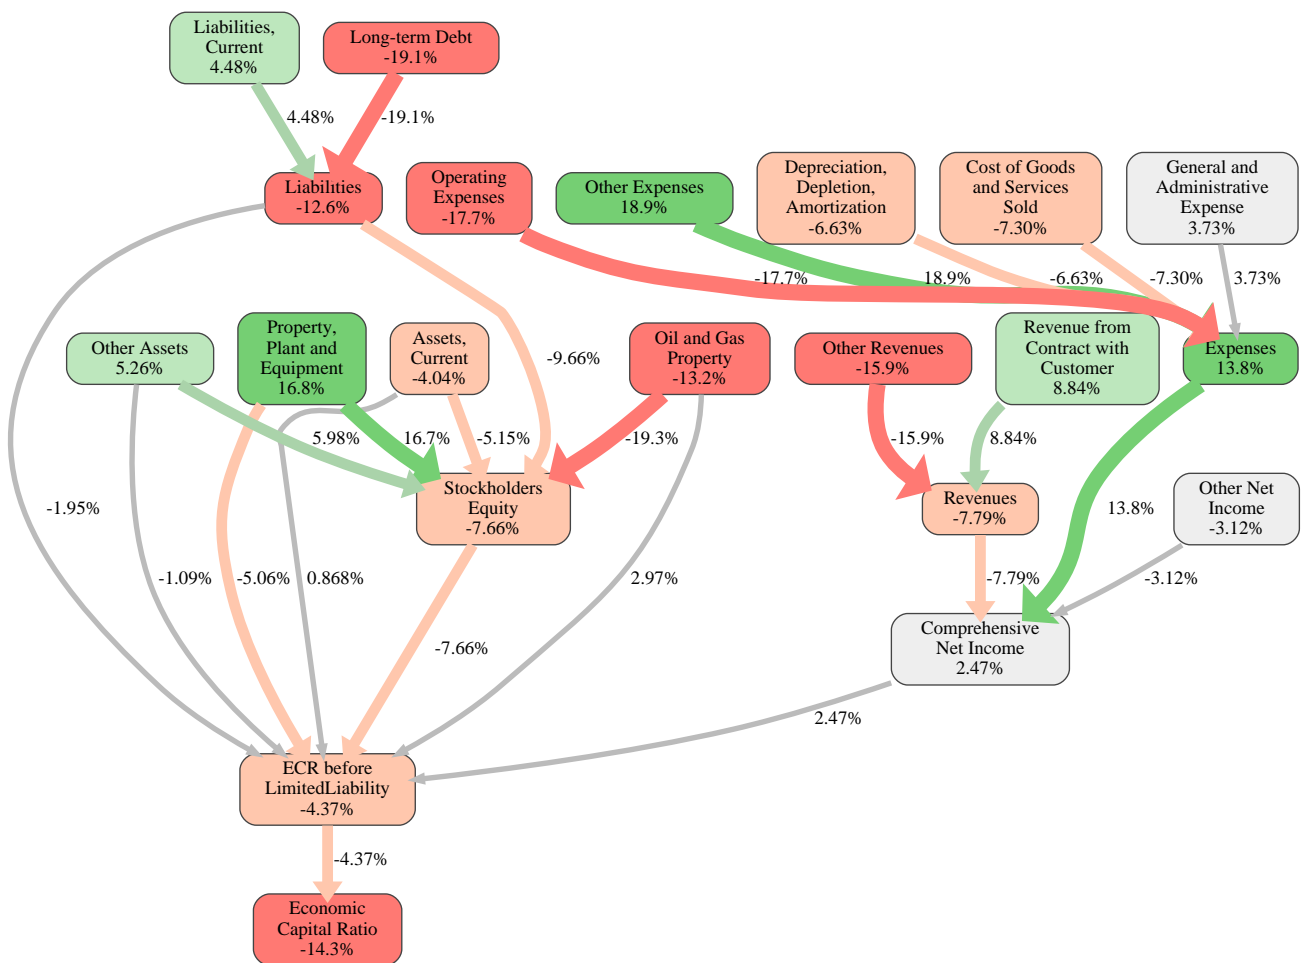 Liabilities,
Current
4.48%
Long-term Debt
-19.1%
4.48%
-19.1%
Liabilities
-12.6%
Operating
Expenses
-17.7%
Other Expenses
18.9%
Depreciation,
Depletion,
Amortization
-6.63%
Cost of Goods
and Services
Sold
-7.30%
General and
Administrative
Expense
3.73%
-17.7%
18.9%
-6.63%
-7.30%
3.73%
Other Assets
5.26%
Property,
Plant and
Equipment
16.8%
Assets,
Current
-4.04%
-9.66%
Oil and Gas
Property
-13.2%
Other Revenues
-15.9%
Revenue from
Contract with
Customer
8.84%
Expenses
13.8%
5.98%
16.7%
-5.15%
-19.3%
-15.9%
8.84%
Stockholders
Equity
-7.66%
Revenues
-7.79%
Other Net
Income
-3.12%
-1.95%
13.8%
-1.09%
-5.06%
0.868%
2.97%
-7.79%
-3.12%
-7.66%
Comprehensive
Net Income
2.47%
2.47%
ECR before
LimitedLiability
-4.37%
-4.37%
Economic
Capital Ratio
-14.3%